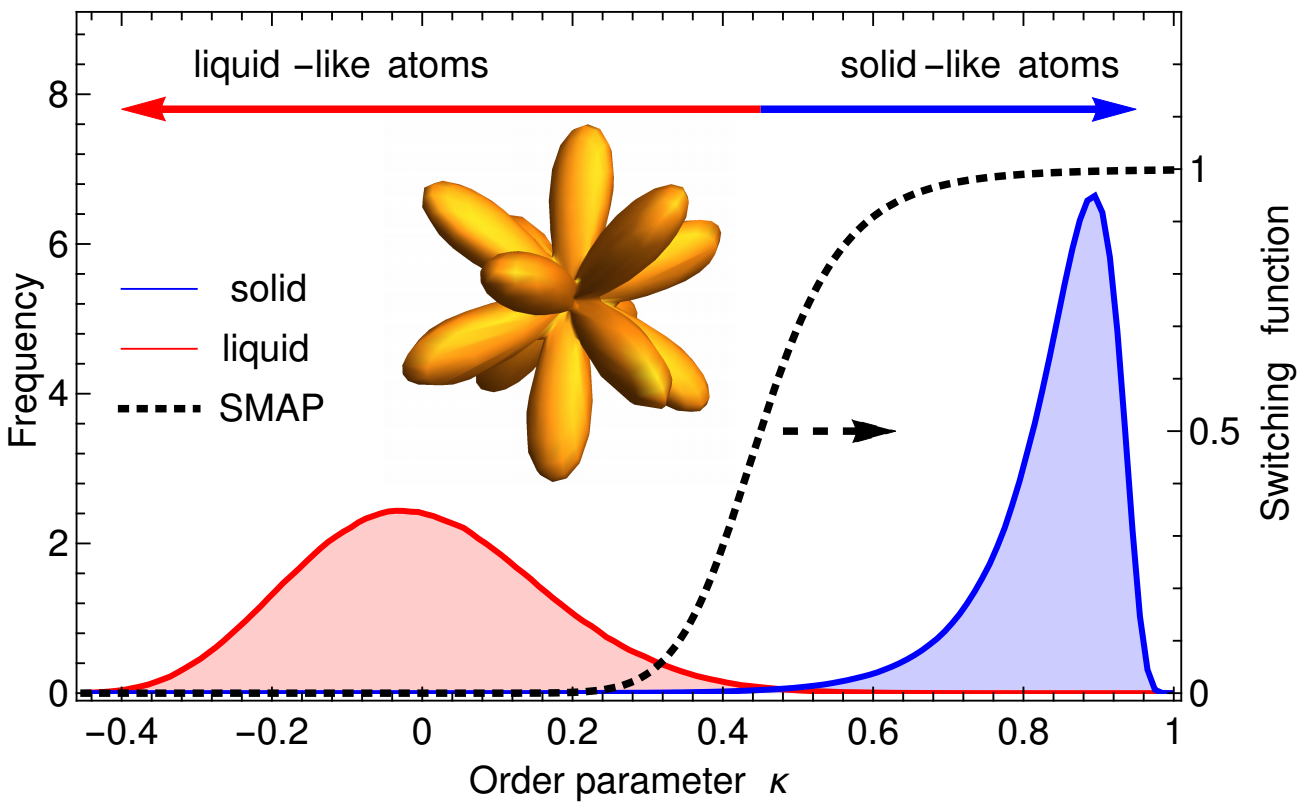 liquid –like atoms
solid–like atoms
8
6
4
2
0
Frequency
solid
liquid
SMAP
1
0.5
0
Switching function
−0.4
−0.2
0
0.2
0.4
0.6
0.8
1
Order parameter κ